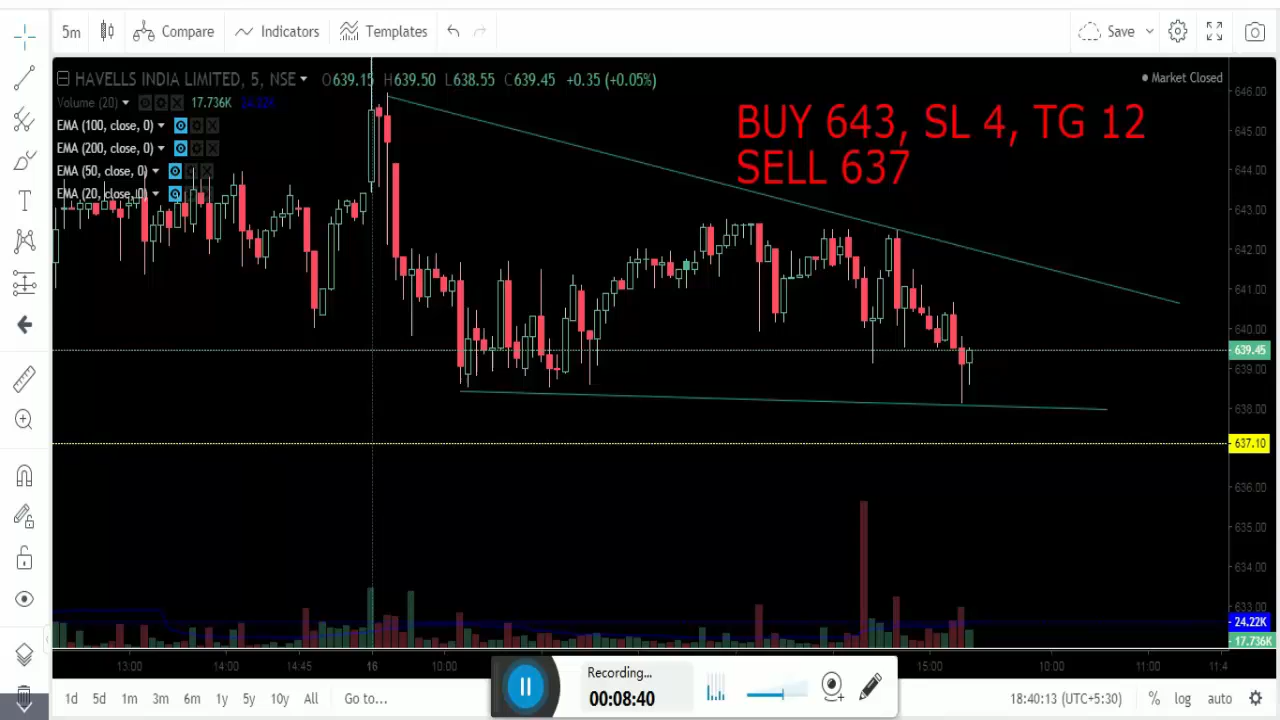 5m Compare Indicators Templates Save
HAVELLS INDIA LIMITED, 5, NSE O639.15 H639.50 L638.55 C639.45 +0.35 (+0.05%) Market Closed
Volume (20) 17.736K 24.22K
EMA (100, close, 0)
EMA (200, close, 0)
EMA (50, close, 0)
EMA (20, close, 0)
BUY 643, SL 4, TG 12
SELL 637
646.00
645.00
644.00
643.00
642.00
641.00
640.00
639.45
639.00
638.00
637.10
636.00
635.00
634.00
633.00
24.22K
17.736K
13:00 14:00 14:45 16 10:00 15:00 10:00 11:00 11:4
Recording...
00:08:40
1d 5d 1m 3m 6m 1y 5y 10y All Go to... 18:40:13 (UTC+5:30) % log auto